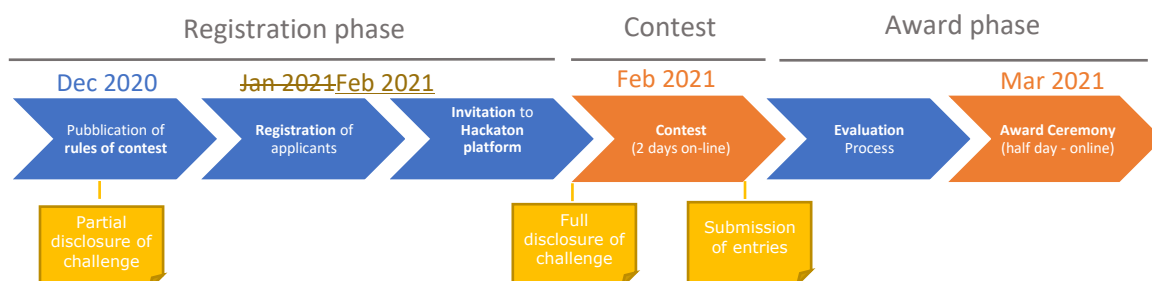 Registration phase
Contest
Award phase
Dec 2020
Jan 2021Feb 2021
Feb 2021
Mar 2021
Pubblication of
rules of contest
Registration of
applicants
Invitation to
Hackaton
platform
Contest
(2 days on-line)
Evaluation
Process
Award Ceremony
(half day - online)
Partial
disclosure of
challenge
Full
disclosure of
challenge
Submission
of entries